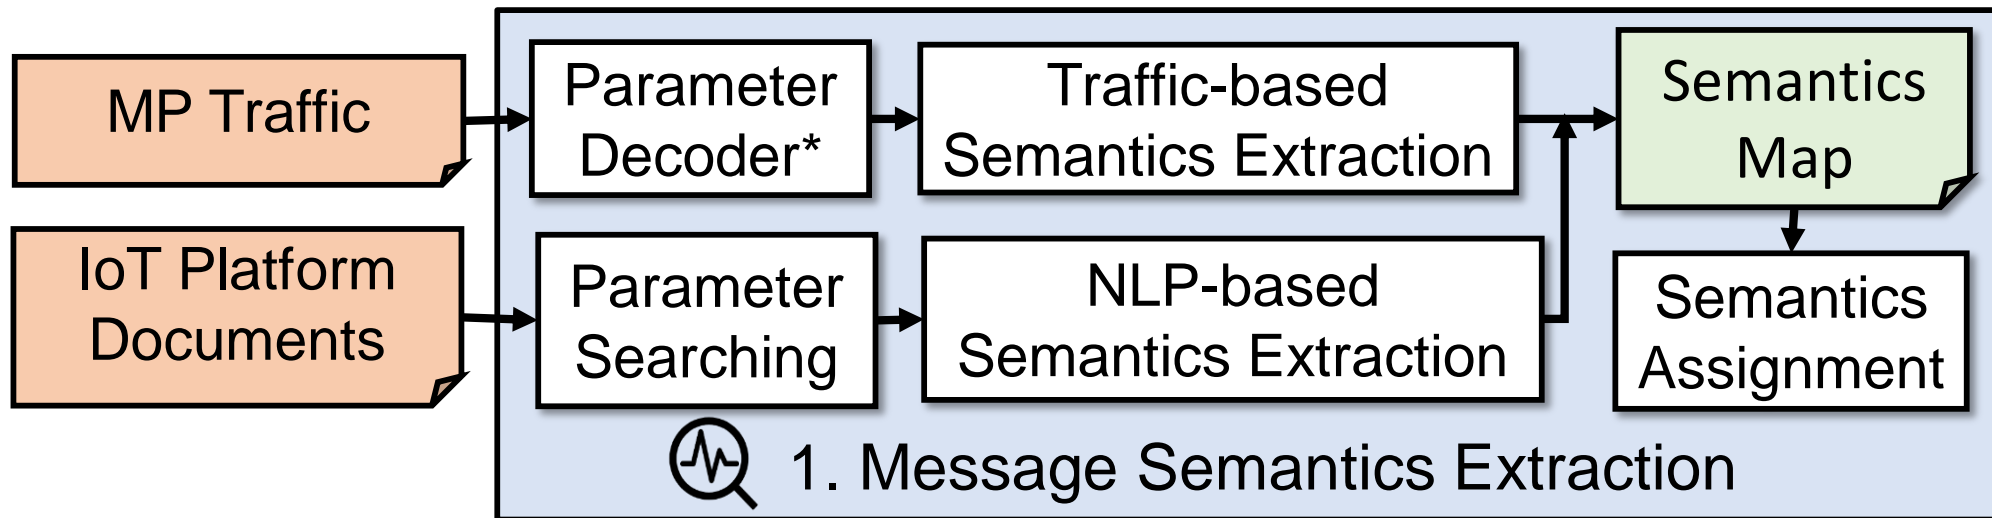 MP Traffic
Parameter
Decoder*
Traffic-based
Semantics Extraction
Semantics
Map
IoT Platform
Documents
Parameter
Searching
NLP-based
Semantics Extraction
Semantics
Assignment
1. Message Semantics Extraction